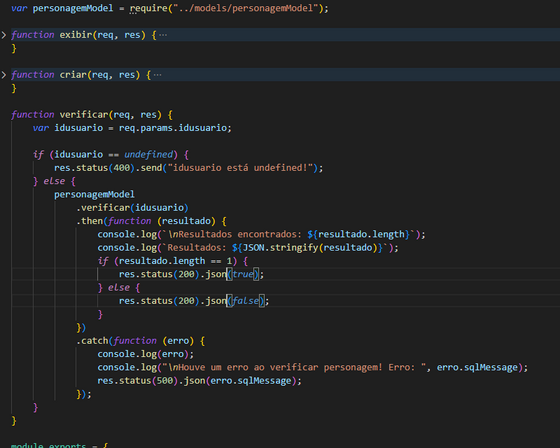 var personagemModel = require("../models/personagemModel");
function exibir(req, res) { ···
}
function criar(req, res) { ···
}
function verificar(req, res) {
var idusuario = req.params.idusuario;
if (idusuario == undefined) {
res.status(400).send("idusuario está undefined!");
} else {
personagemModel
.verificar(idusuario)
.then(function (resultado) {
console.log(`\nResultados encontrados: ${resultado.length}`);
console.log(`Resultados: ${JSON.stringify(resultado)}`);
if (resultado.length == 1) {
res.status(200).json(true);
} else {
res.status(200).json(false);
}
})
.catch(function (erro) {
console.log(erro);
console.log("\nHouve um erro ao verificar personagem! Erro: ", erro.sqlMessage);
res.status(500).json(erro.sqlMessage);
});
}
}
module.exports = {